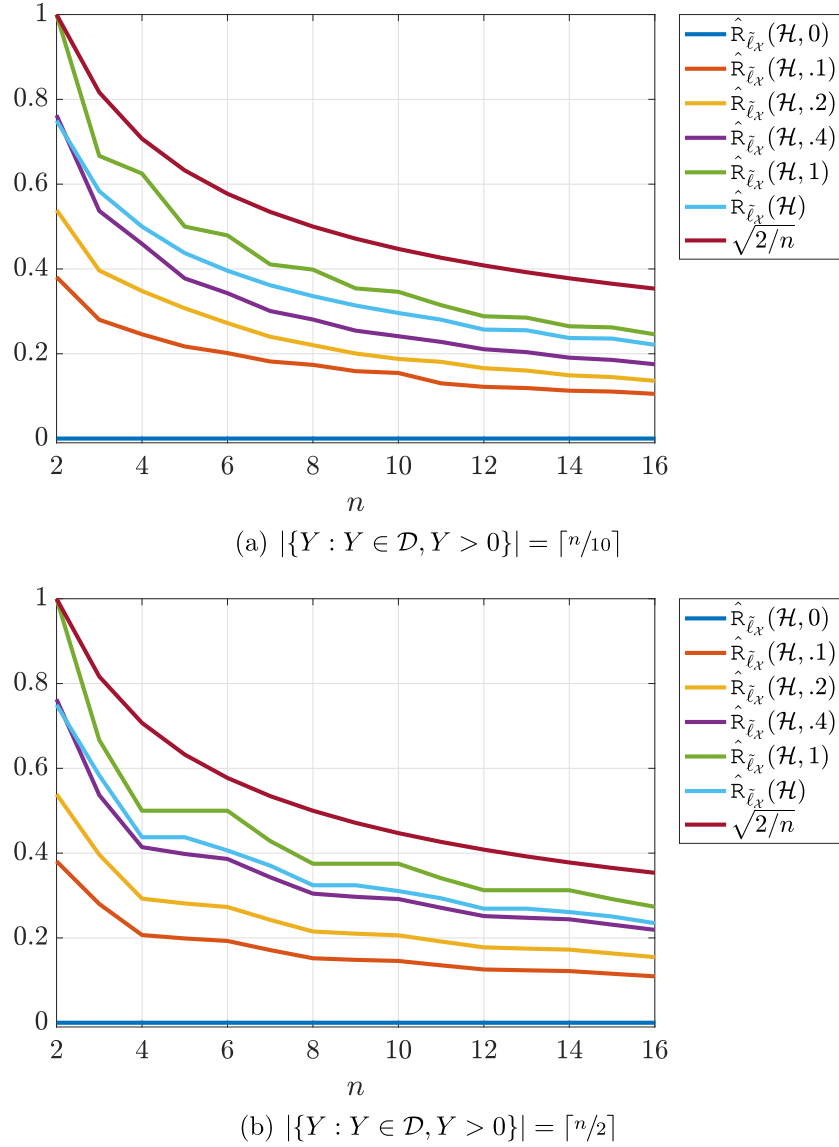 1
0.8
0.6
0.4
0.2
0
2 4 6 8 10 12 14 16
n
R̂_{ℓ̃_𝒳}(ℋ, 0)
R̂_{ℓ̃_𝒳}(ℋ, .1)
R̂_{ℓ̃_𝒳}(ℋ, .2)
R̂_{ℓ̃_𝒳}(ℋ, .4)
R̂_{ℓ̃_𝒳}(ℋ, 1)
R̂_{ℓ̃_𝒳}(ℋ)
√2/n
(a) |{Y : Y ∈ 𝒟, Y > 0}| = ⌈n/10⌉
1
0.8
0.6
0.4
0.2
0
2 4 6 8 10 12 14 16
n
R̂_{ℓ̃_𝒳}(ℋ, 0)
R̂_{ℓ̃_𝒳}(ℋ, .1)
R̂_{ℓ̃_𝒳}(ℋ, .2)
R̂_{ℓ̃_𝒳}(ℋ, .4)
R̂_{ℓ̃_𝒳}(ℋ, 1)
R̂_{ℓ̃_𝒳}(ℋ)
√2/n
(b) |{Y : Y ∈ 𝒟, Y > 0}| = ⌈n/2⌉